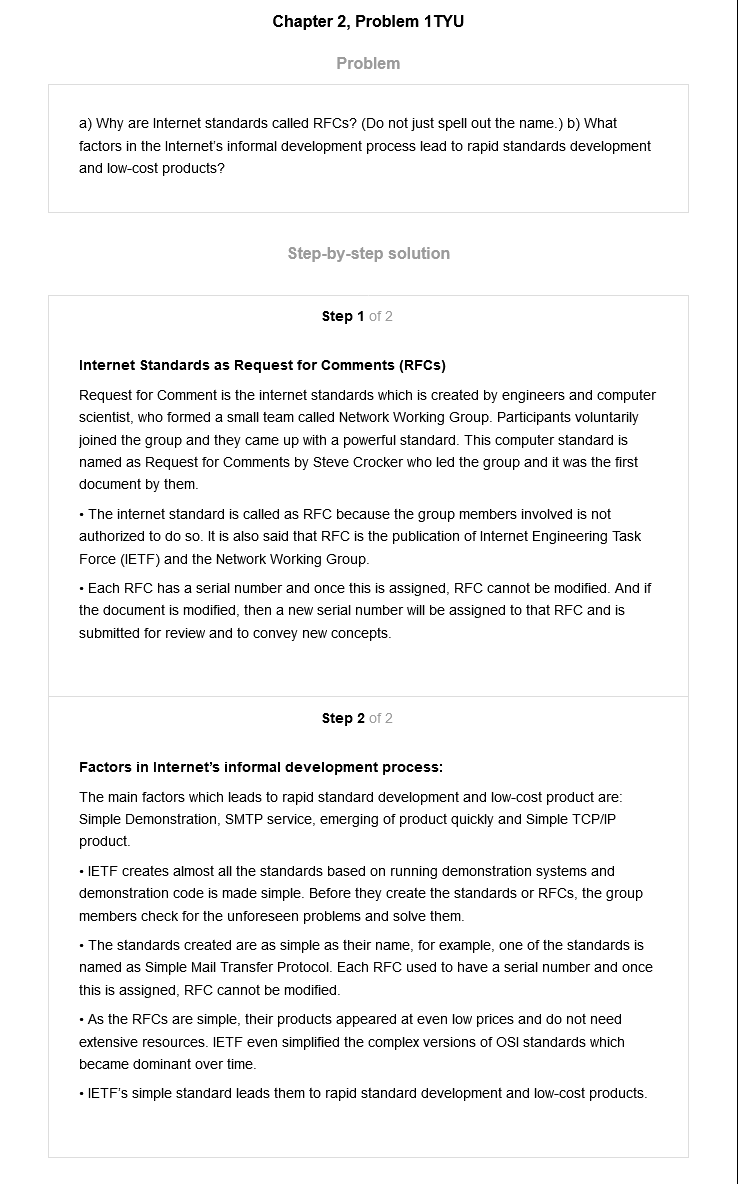 Chapter 2, Problem 1TYU
Problem
a) Why are Internet standards called RFCs? (Do not just spell out the name.) b) What
factors in the Internet's informal development process lead to rapid standards development
and low-cost products?
Step-by-step solution
Step 1 of 2
Internet Standards as Request for Comments (RFCs)
Request for Comment is the internet standards which is created by engineers and computer
scientist, who formed a small team called Network Working Group. Participants voluntarily
joined the group and they came up with a powerful standard. This computer standard is
named as Request for Comments by Steve Crocker who led the group and it was the first
document by them.
• The internet standard is called as RFC because the group members involved is not
authorized to do so. It is also said that RFC is the publication of Internet Engineering Task
Force (IETF) and the Network Working Group.
• Each RFC has a serial number and once this is assigned, RFC cannot be modified. And if
the document is modified, then a new serial number will be assigned to that RFC and is
submitted for review and to convey new concepts.
Step 2 of 2
Factors in Internet's informal development process:
The main factors which leads to rapid standard development and low-cost product are:
Simple Demonstration, SMTP service, emerging of product quickly and Simple TCP/IP
product.
• IETF creates almost all the standards based on running demonstration systems and
demonstration code is made simple. Before they create the standards or RFCs, the group
members check for the unforeseen problems and solve them.
• The standards created are as simple as their name, for example, one of the standards is
named as Simple Mail Transfer Protocol. Each RFC used to have a serial number and once
this is assigned, RFC cannot be modified.
• As the RFCs are simple, their products appeared at even low prices and do not need
extensive resources. IETF even simplified the complex versions of OSI standards which
became dominant over time.
• IETF's simple standard leads them to rapid standard development and low-cost products.